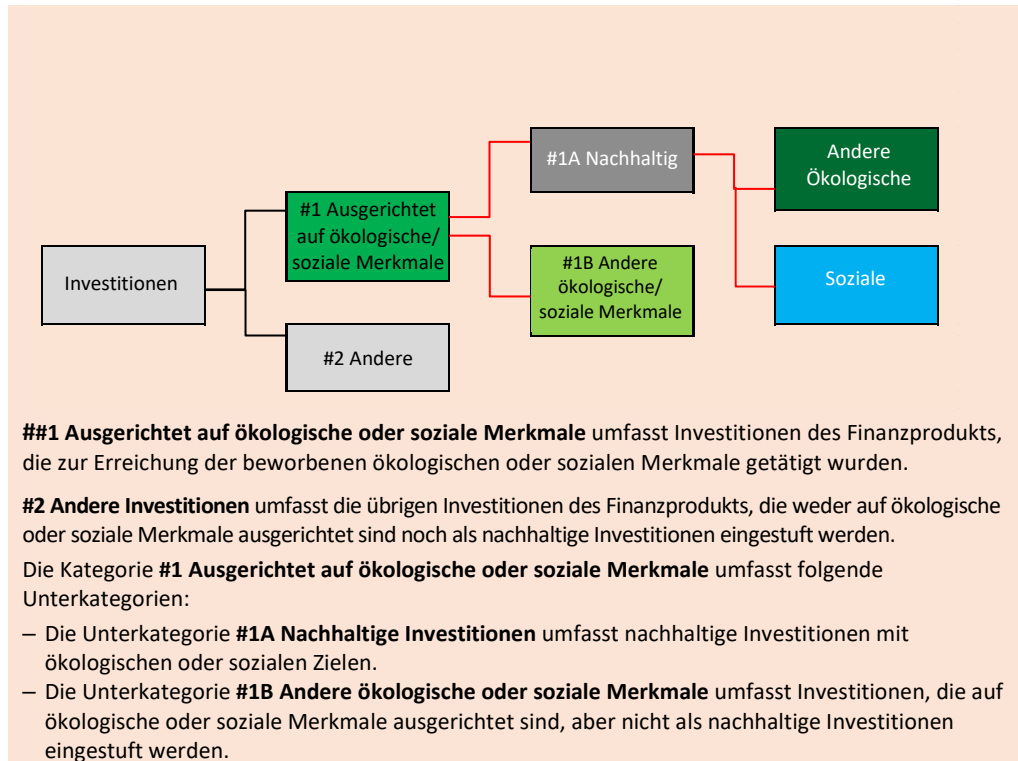 Investitionen
#1 Ausgerichtet
auf ökologische/
soziale Merkmale
#2 Andere
#1A Nachhaltig
#1B Andere
ökologische/
soziale Merkmale
Andere
Ökologische
Soziale
##1 Ausgerichtet auf ökologische oder soziale Merkmale umfasst Investitionen des Finanzprodukts,
die zur Erreichung der beworbenen ökologischen oder sozialen Merkmale getätigt wurden.
#2 Andere Investitionen umfasst die übrigen Investitionen des Finanzprodukts, die weder auf ökologische
oder soziale Merkmale ausgerichtet sind noch als nachhaltige Investitionen eingestuft werden.
Die Kategorie #1 Ausgerichtet auf ökologische oder soziale Merkmale umfasst folgende
Unterkategorien:
– Die Unterkategorie #1A Nachhaltige Investitionen umfasst nachhaltige Investitionen mit
ökologischen oder sozialen Zielen.
– Die Unterkategorie #1B Andere ökologische oder soziale Merkmale umfasst Investitionen, die auf
ökologische oder soziale Merkmale ausgerichtet sind, aber nicht als nachhaltige Investitionen
eingestuft werden.